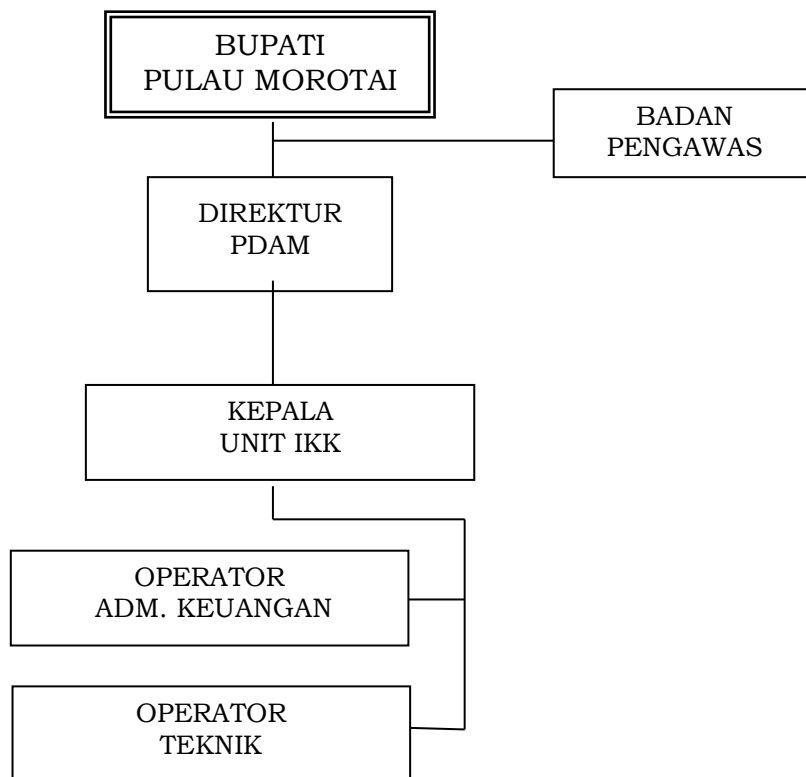 BUPATI
PULAU MOROTAI
BADAN
PENGAWAS
DIREKTUR
PDAM
KEPALA
UNIT IKK
OPERATOR
ADM. KEUANGAN
OPERATOR
TEKNIK